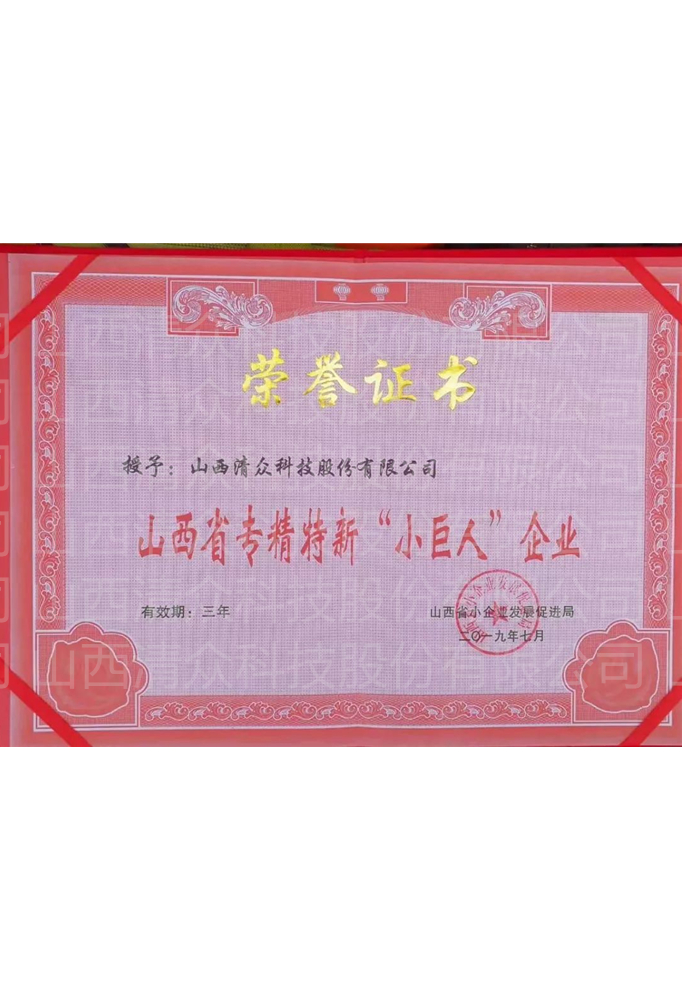 荣誉证书
授予：山西清众科技股份有限公司
山西省专精特新“小巨人”企业
有效期：三年
山西省小企业发展促进局
二〇一九年七月
山西清众科技股份有限公司